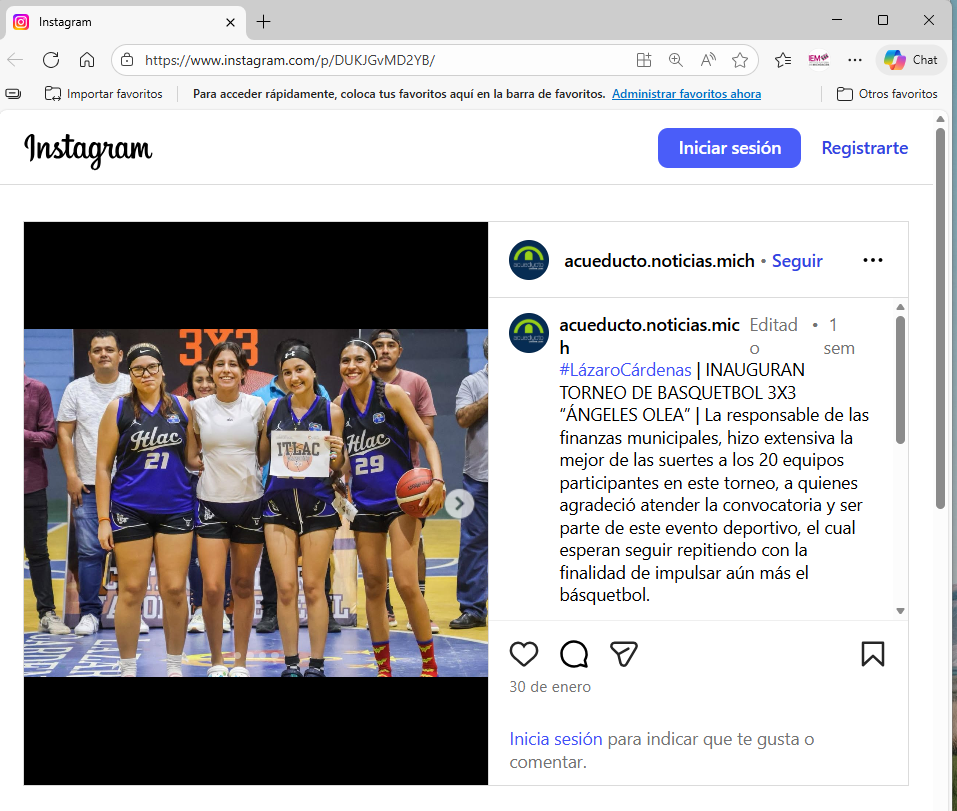 Instagram
https://www.instagram.com/p/DUKJGvMD2YB/
Chat
Importar favoritos
Para acceder rápidamente, coloca tus favoritos aquí en la barra de favoritos. Administrar favoritos ahora
Otros favoritos
Instagram
Iniciar sesión
Registrarte
acueducto.noticias.mich • Seguir
acueducto.noticias.mic
h
Editad
o
• 1
sem
#LázaroCárdenas | INAUGURAN
TORNEO DE BASQUETBOL 3X3
“ÁNGELES OLEA” | La responsable de las
finanzas municipales, hizo extensiva la
mejor de las suertes a los 20 equipos
participantes en este torneo, a quienes
agradeció atender la convocatoria y ser
parte de este evento deportivo, el cual
esperan seguir repitiendo con la
finalidad de impulsar aún más el
básquetbol.
3X3
Itlac
21
ITLAC
Itlac
29
30 de enero
Inicia sesión para indicar que te gusta o
comentar.